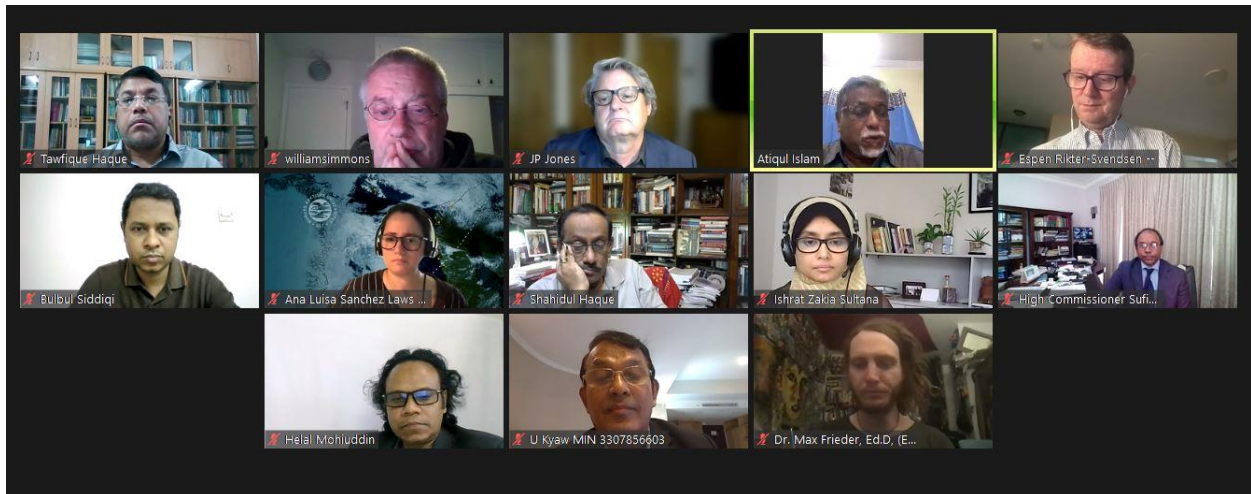 Tawfique Haque
williamsimmons
JP Jones
Atiqul Islam
Espen Rikter-Svendsen --
Bulbul Siddiqi
Ana Luisa Sanchez Laws ...
Shahidul Haque
Ishrat Zakia Sultana
High Commissioner Sufi...
Helal Mohiuddin
U Kyaw MIN 3307856603
Dr. Max Frieder, Ed.D, (E...